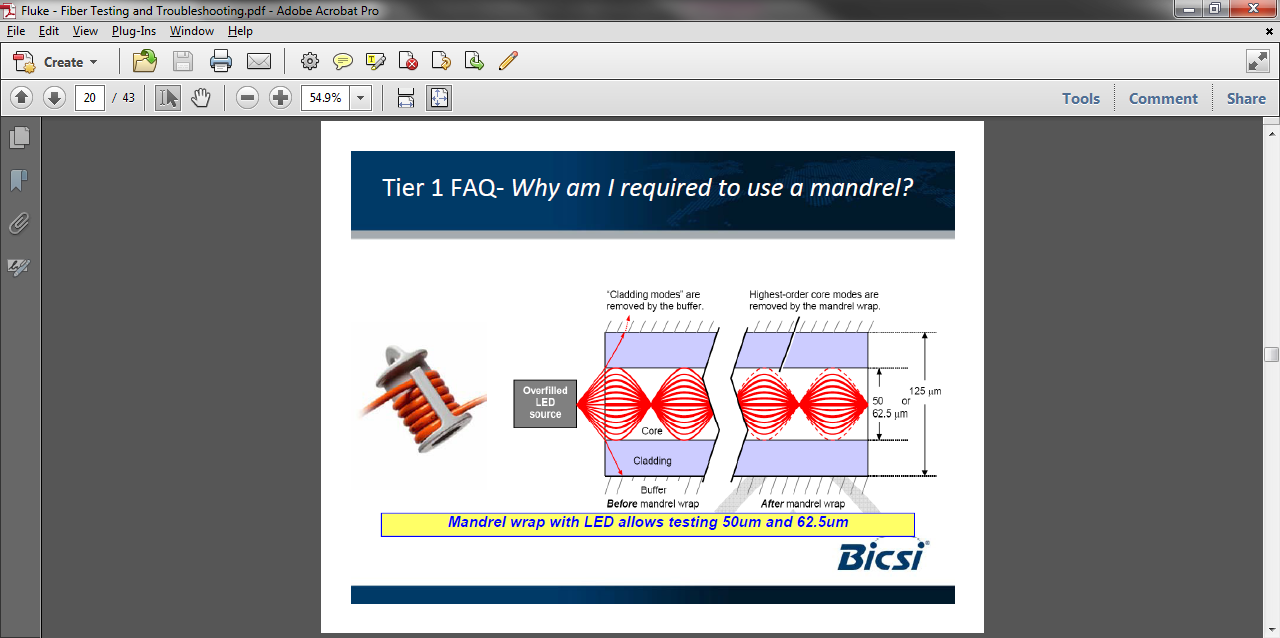 Fluke - Fiber Testing and Troubleshooting.pdf - Adobe Acrobat Pro
File Edit View Plug-Ins Window Help
Create
20 / 43 54.9% Tools Comment Share
Tier 1 FAQ- Why am I required to use a mandrel?
"Cladding modes" are
removed by the buffer.
Highest-order core modes are
removed by the mandrel wrap.
Overfilled
LED
source
Core
Cladding
Buffer
Before mandrel wrap
After mandrel wrap
50 or
62.5 µm
125 µm
Mandrel wrap with LED allows testing 50um and 62.5um
Bicsi®